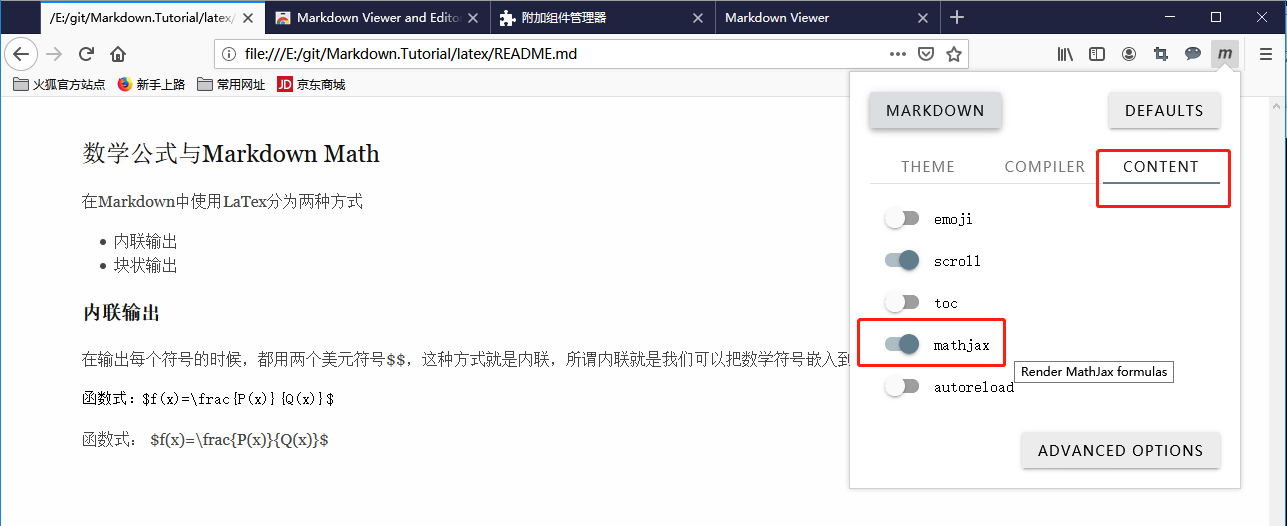 /E:/git/Markdown.Tutorial/latex/
Markdown Viewer and Edito
附加组件管理器
Markdown Viewer
file:///E:/git/Markdown.Tutorial/latex/README.md
火狐官方站点
新手上路
常用网址
JD 京东商城
m
MARKDOWN
DEFAULTS
THEME
COMPILER
CONTENT
emoji
scroll
toc
mathjax
Render MathJax formulas
autoreload
ADVANCED OPTIONS
数学公式与Markdown Math
在Markdown中使用LaTex分为两种方式
内联输出
块状输出
内联输出
在输出每个符号的时候，都用两个美元符号$$，这种方式就是内联，所谓内联就是我们可以把数学符号嵌入到
函数式：$f(x)=\frac{P(x)}{Q(x)}$
函数式： $f(x)=\frac{P(x)}{Q(x)}$